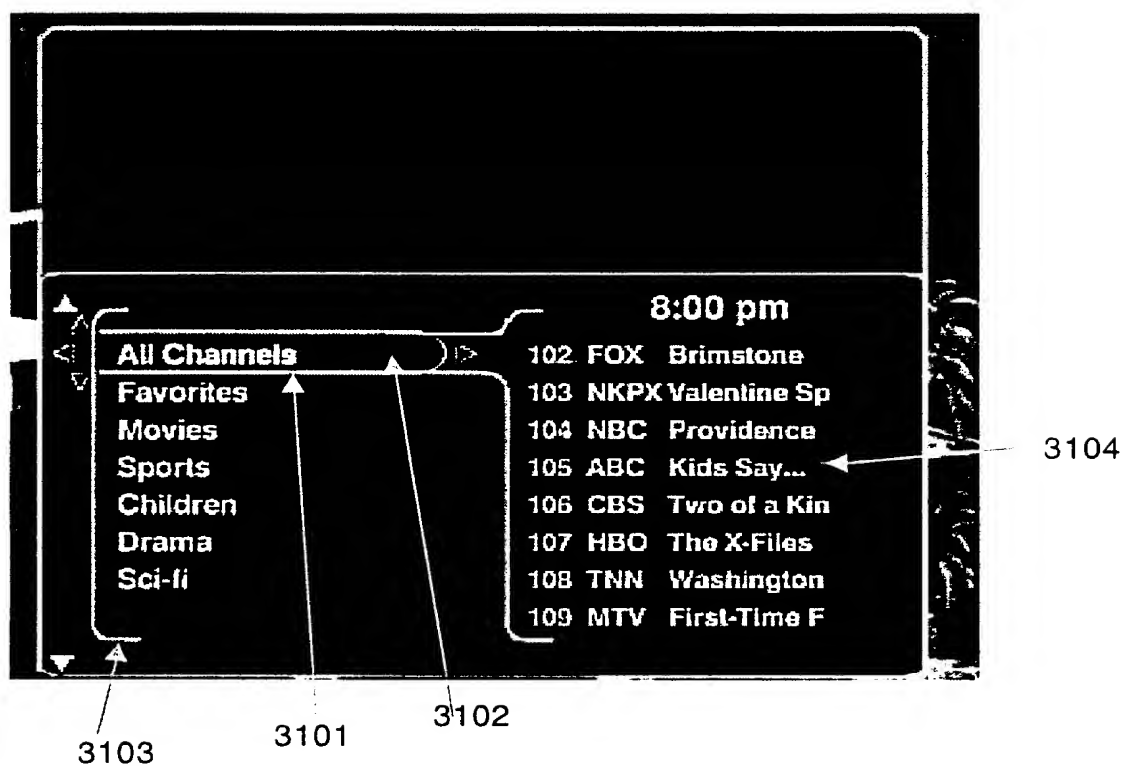 8:00 pm
All Channels
Favorites
Movies
Sports
Children
Drama
Sci-fi
102 FOX Brimstone
103 NKPX Valentine Sp
104 NBC Providence
105 ABC Kids Say...
106 CBS Two of a Kin
107 HBO The X-Files
108 TNN Washington
109 MTV First-Time F
3104
3103
3101
3102